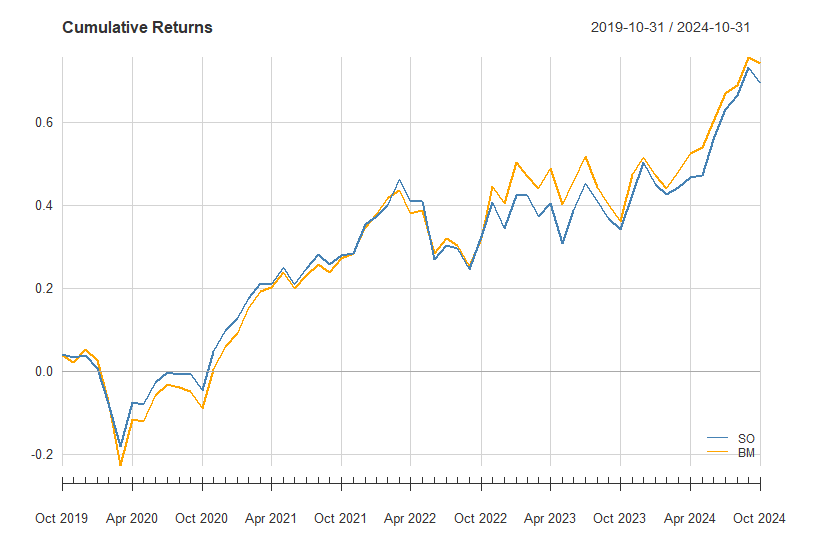 Cumulative Returns
2019-10-31 / 2024-10-31
0.6
0.4
0.2
0.0
-0.2
SO
BM
Oct 2019 Apr 2020 Oct 2020 Apr 2021 Oct 2021 Apr 2022 Oct 2022 Apr 2023 Oct 2023 Apr 2024 Oct 2024